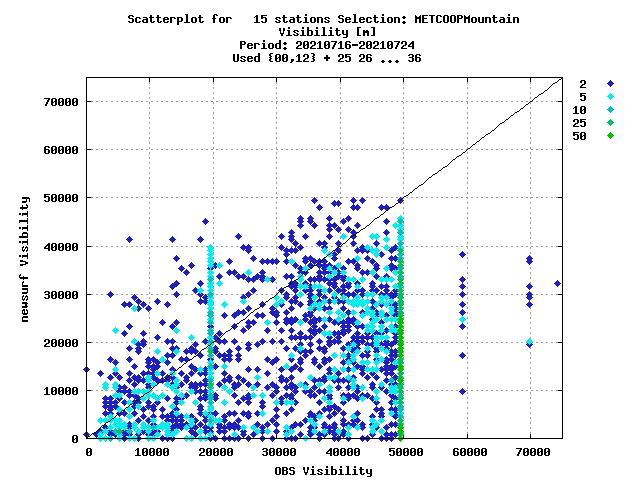 Scatterplot for 15 stations Selection: METCOOPMountain
Visibility [m]
Period: 20210716-20210724
Used {00,12} + 25 26 ... 36
2
5
10
25
50
70000
60000
50000
40000
30000
20000
10000
0
newsurf Visibility
0 10000 20000 30000 40000 50000 60000 70000
OBS Visibility